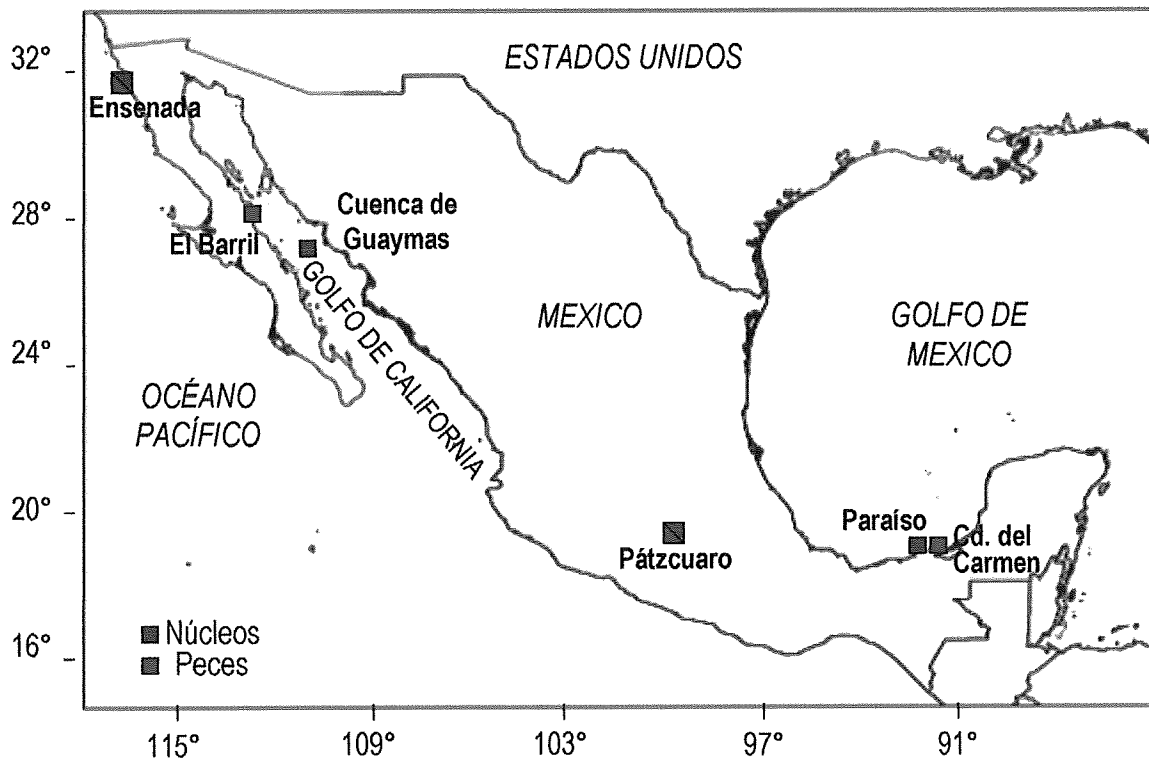 ESTADOS UNIDOS
32°
Ensenada
28°
Cuenca de
Guaymas
El Barril
GOLFO DE CALIFORNIA
MEXICO
GOLFO DE
MEXICO
24°
OCÉANO
PACÍFICO
20°
Paraíso
Cd. del
Carmen
Pátzcuaro
16°
Núcleos
Peces
115° 109° 103° 97° 91°